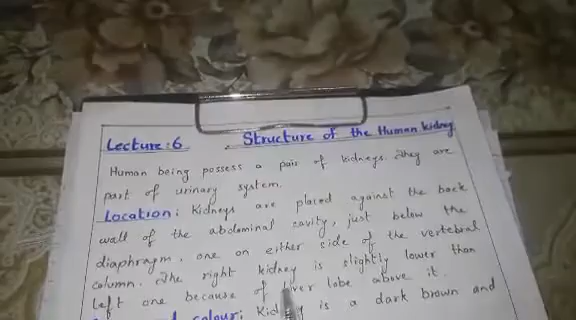 Lecture:6 Structure of the Human kidney
Human being possess a pair of kidneys. They are
part of urinary system.
Location: Kidneys are placed against the back
wall of the abdominal cavity, just below the
diaphragm, one on either side of the vertebral
column. The right kidney is slightly lower than
left one because of liver lobe above it.
colour: Kidney is a dark brown and